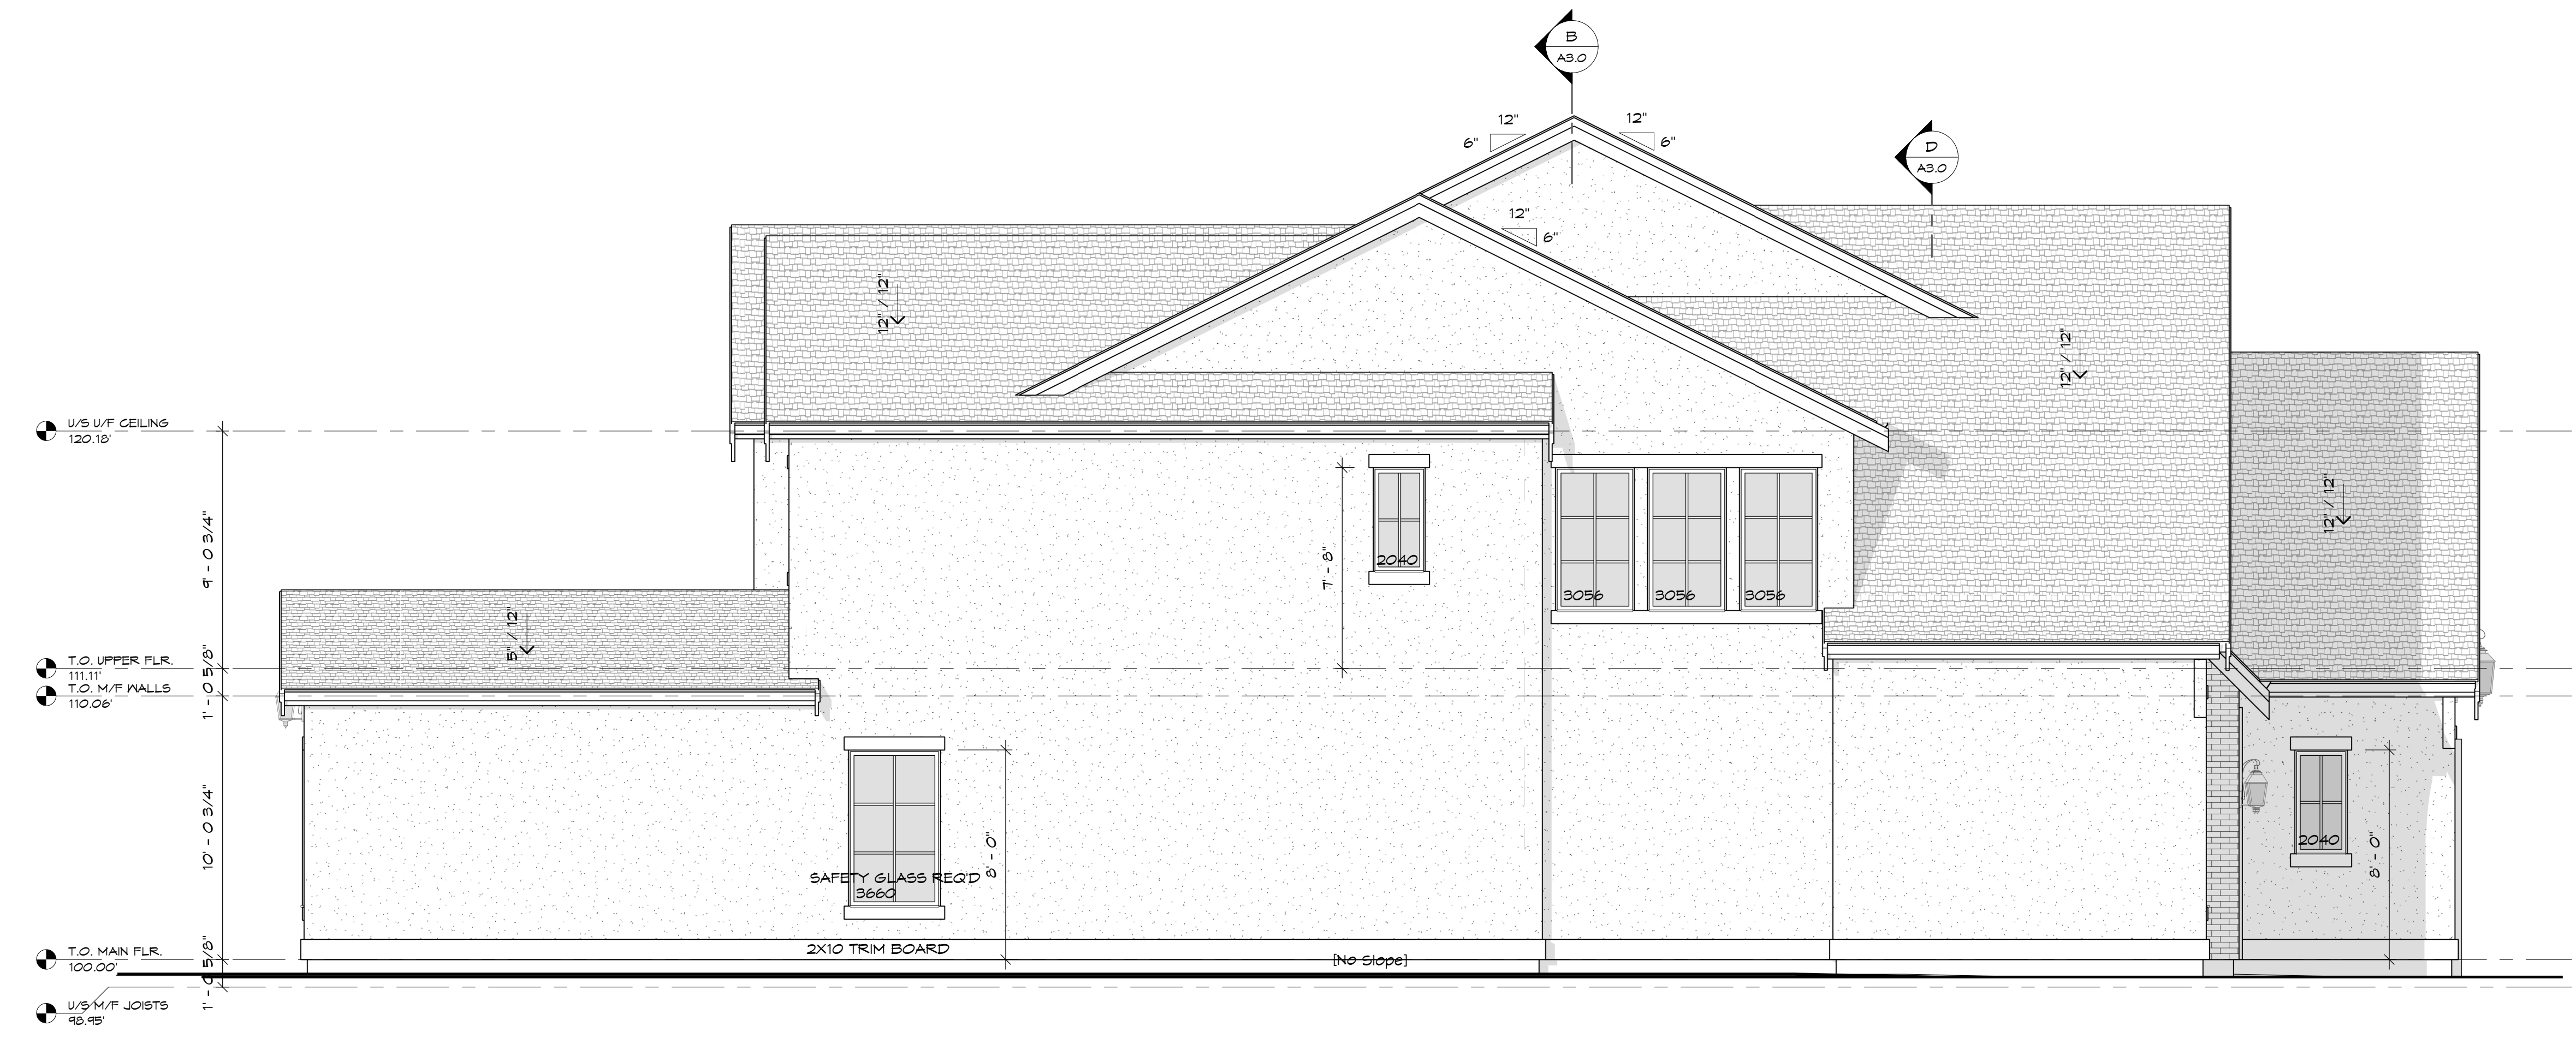 B
A3.0
12"
6"
12"
6"
D
A3.0
12"
6"
12" / 12"
12" / 12"
U/S U/F CEILING
120.18'
9' - 0 3/4"
7' - 8"
2040
3056
3056
3056
12" / 12"
5" / 12"
T.O. UPPER FLR.
111.11'
1' - 0 5/8"
T.O. M/F WALLS
110.06'
10' - 0 3/4"
SAFETY GLASS REQ'D
3660
8' - 0"
2040
8' - 0"
2X10 TRIM BOARD
[No Slope]
T.O. MAIN FLR.
100.00'
1' - 0 5/8"
U/S M/F JOISTS
98.95'